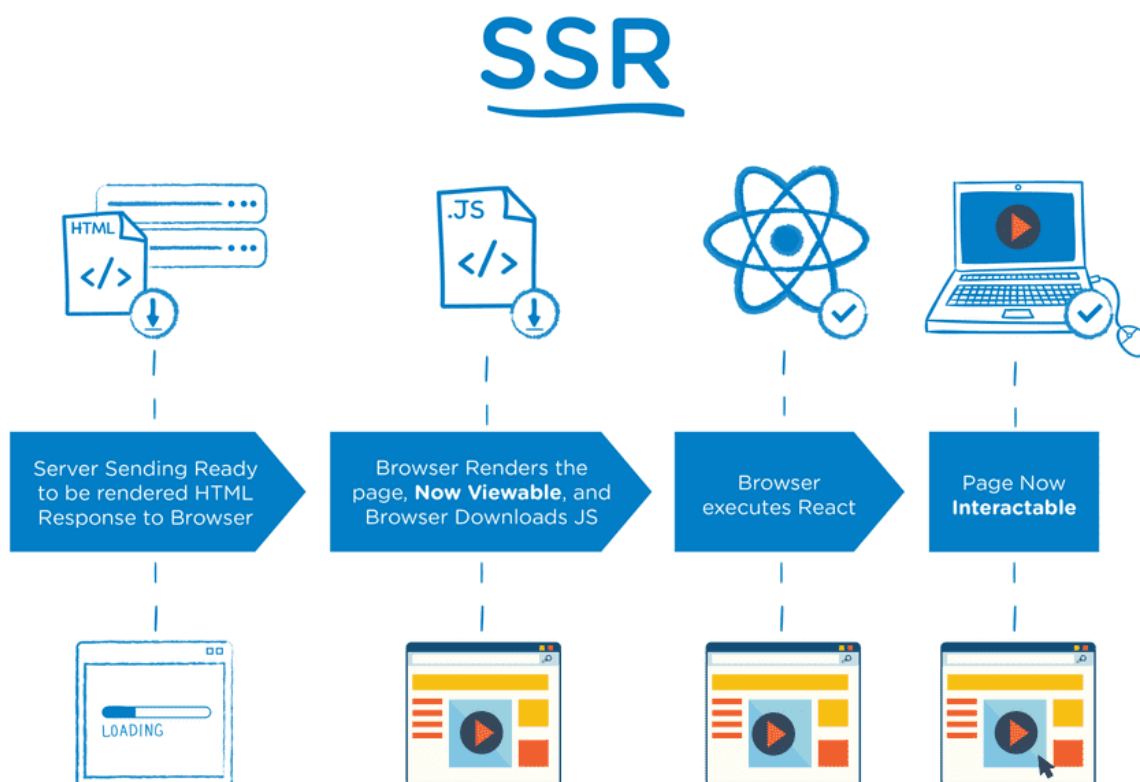 SSR
HTML
</>
.JS
</>
Server Sending Ready
to be rendered HTML
Response to Browser
Browser Renders the
page, Now Viewable, and
Browser Downloads JS
Browser
executes React
Page Now
Interactable
LOADING